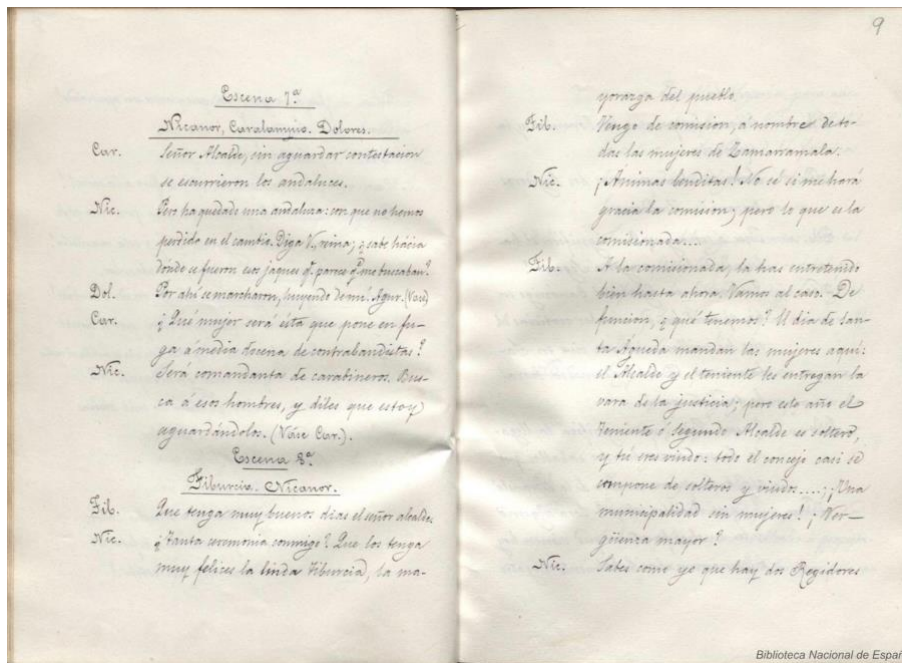 Escena 7.ª
Nicanor, Caralampio. Dolores.
Car. Señor Alcalde, sin aguardar contestacion
se escurrieron los andaluces.
Nic. Pero ha quedado una andaluza: con que no hemos
perdido en el cambio. Diga V., reina; ¿sabe hácia
donde se fueron esos jaques q.e parece q.e me buscaban?
Dol. Por ahí se marcharon, huyendo de mí. Agur. (Vase)
Car. ¿Qué mujer será ésta que pone en fu-
ga á media docena de contrabandistas?
Nic. Será comandanta de carabineros. Bus-
ca á esos hombres, y diles que estoy
aguardándolos. (Váse Car.).
Escena 8.ª
Tiburcia. Nicanor.
Tib. Que tenga muy buenos dias el señor alcalde.
Nic. ¿Tanta ceremonia conmigo? Que los tenga
muy felices la linda Tiburcia, la ma-
9
yorazga del pueblo.
Tib. Vengo de comision, á nombre de to-
das las mujeres de Zamarramala.
Nic. ¡Animas benditas! No sé si me hará
gracia la comision; pero lo que es la
comisionada...
Tib. A la comisionada, la has entretenido
bien hasta ahora. Vamos al caso. De
funcion, ¿qué tenemos? El dia de San-
ta Águeda mandan las mujeres aquí:
el Alcalde y el teniente les entregan la
vara de la justicia; pero este año el
teniente ó segundo Alcalde es soltero,
y tú eres viudo: todo el concejo casi se
compone de solteros y viudos....; ¡Una
municipalidad sin mujeres! ¡Ver-
güenza mayor?
Nic. Sabes como yo que hay dos Regidores
Biblioteca Nacional de Españ